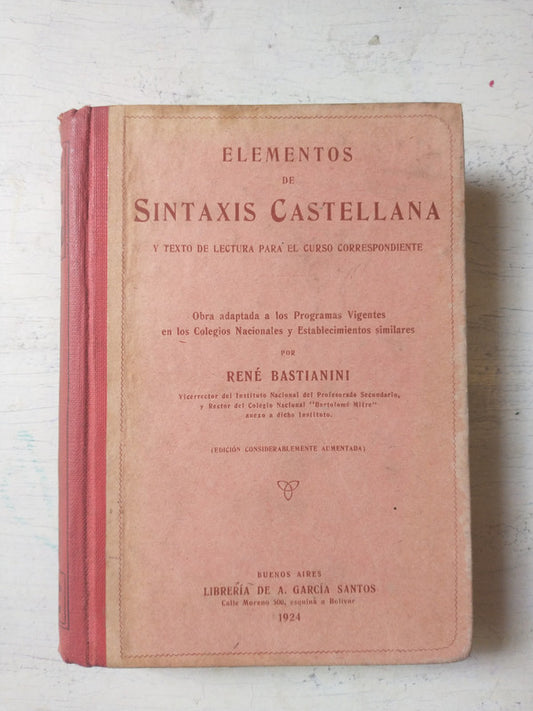 ELEMENTOS
DE
SINTAXIS CASTELLANA
Y TEXTO DE LECTURA PARA EL CURSO CORRESPONDIENTE
Obra adaptada a los Programas Vigentes
en los Colegios Nacionales y Establecimientos similares
POR
RENÉ BASTIANINI
Vicerrector del Instituto Nacional del Profesorado Secundario,
y Rector del Colegio Nacional "Bartolomé Mitre"
anexo a dicho Instituto.
(EDICIÓN CONSIDERABLEMENTE AUMENTADA)
BUENOS AIRES
LIBRERÍA DE A. GARCÍA SANTOS
Calle Moreno 500, esquina a Bolívar
1924